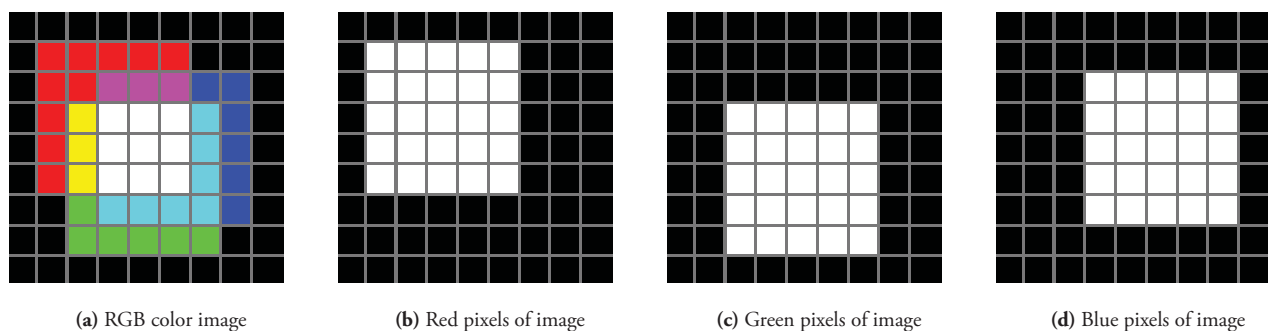 (a) RGB color image
(b) Red pixels of image
(c) Green pixels of image
(d) Blue pixels of image